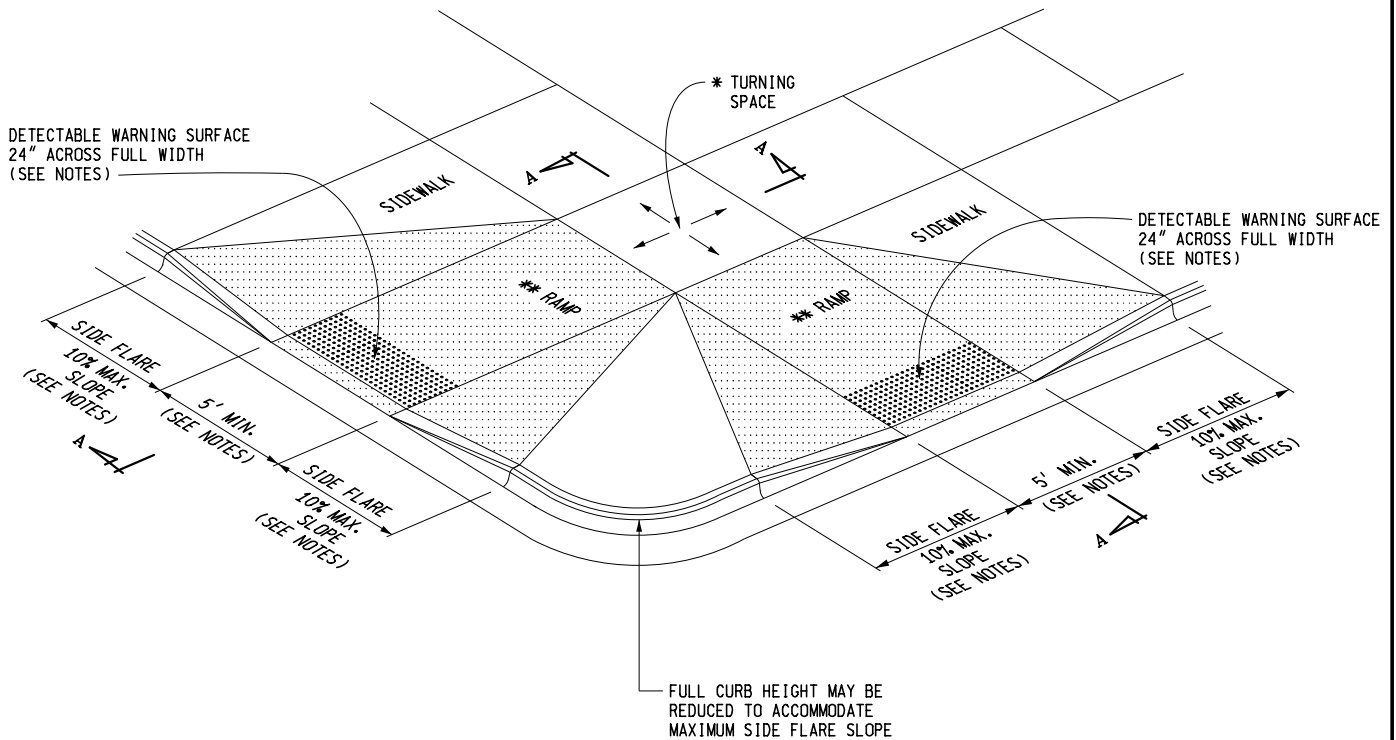 * TURNING
SPACE
DETECTABLE WARNING SURFACE
24" ACROSS FULL WIDTH
(SEE NOTES)
A
A
SIDEWALK
SIDEWALK
DETECTABLE WARNING SURFACE
24" ACROSS FULL WIDTH
(SEE NOTES)
** RAMP
** RAMP
SIDE FLARE
10% MAX.
SLOPE
(SEE NOTES)
5' MIN.
(SEE NOTES)
A
SIDE FLARE
10% MAX.
SLOPE
(SEE NOTES)
SIDE FLARE
10% MAX.
SLOPE
(SEE NOTES)
5' MIN.
(SEE NOTES)
A
SIDE FLARE
10% MAX.
SLOPE
(SEE NOTES)
FULL CURB HEIGHT MAY BE
REDUCED TO ACCOMMODATE
MAXIMUM SIDE FLARE SLOPE